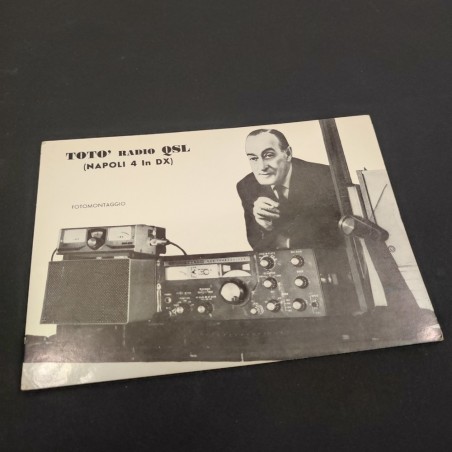 TOTO' RADIO QSL
(NAPOLI 4 In DX)
FOTOMONTAGGIO